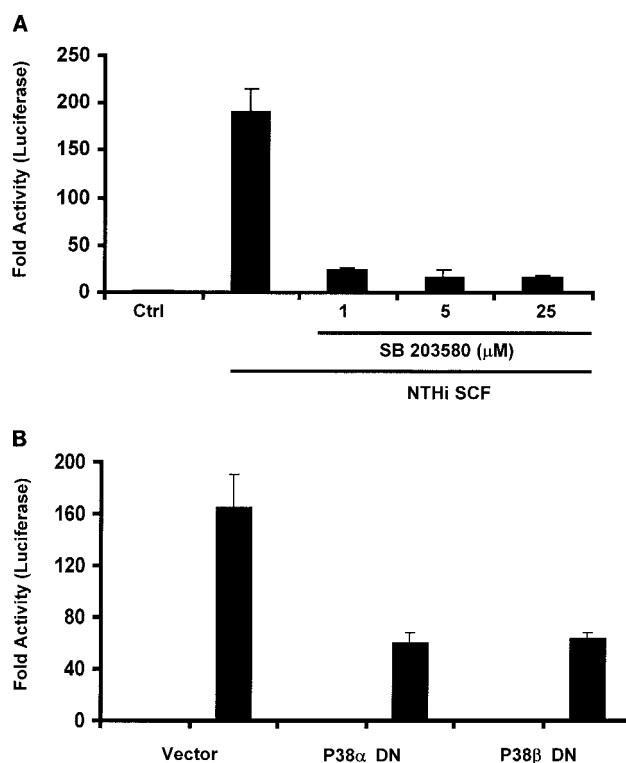 A
Fold Activity (Luciferase)
250
200
150
100
50
0
Ctrl 1 5 25
SB 203580 (μM)
NTHi SCF
B
Fold Activity (Luciferase)
200
160
120
80
40
0
Vector P38α DN P38β DN